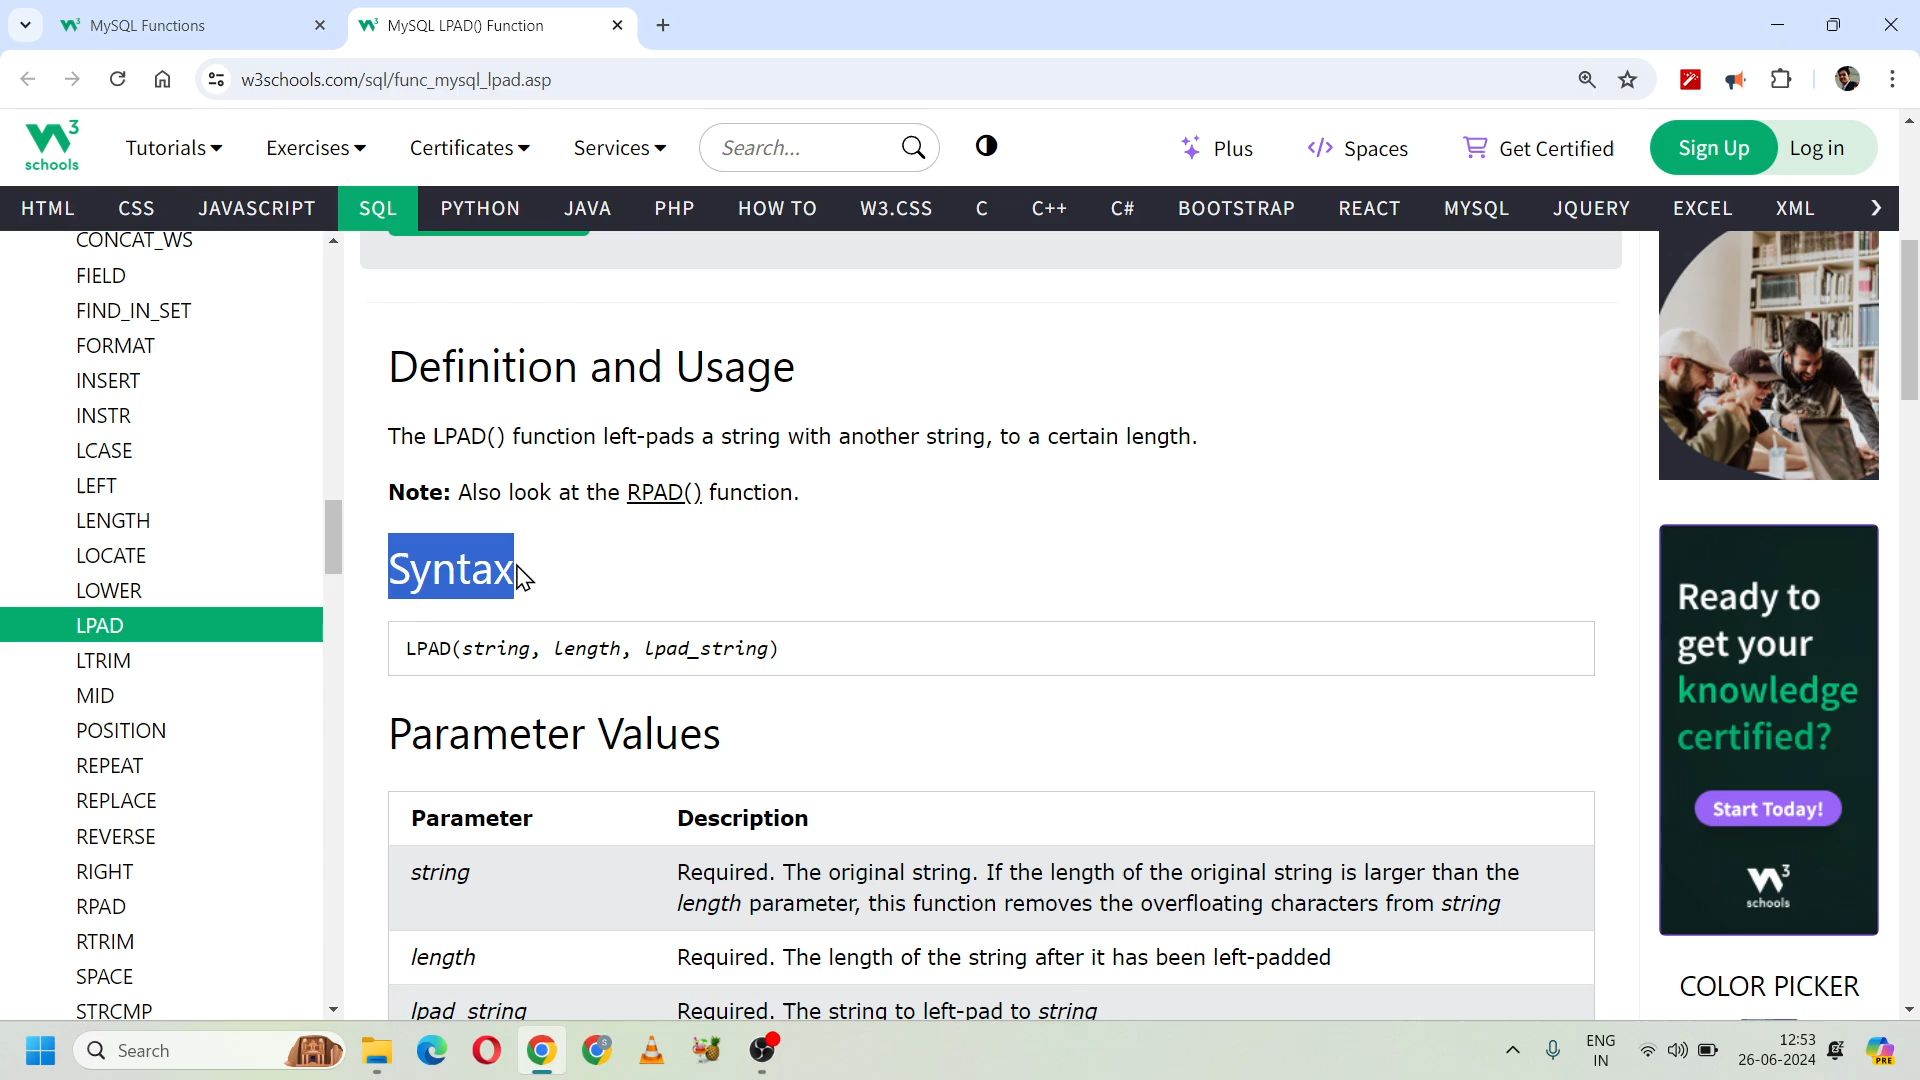 MySQL Functions
MySQL LPAD() Function
w3schools.com/sql/func_mysql_lpad.asp
W3 schools
Tutorials
Exercises
Certificates
Services
Search...
Plus
Spaces
Get Certified
Sign Up
Log in
HTML
CSS
JAVASCRIPT
SQL
PYTHON
JAVA
PHP
HOW TO
W3.CSS
C
C++
C#
BOOTSTRAP
REACT
MYSQL
JQUERY
EXCEL
XML
CONCAT_WS
FIELD
FIND_IN_SET
FORMAT
INSERT
INSTR
LCASE
LEFT
LENGTH
LOCATE
LOWER
LPAD
LTRIM
MID
POSITION
REPEAT
REPLACE
REVERSE
RIGHT
RPAD
RTRIM
SPACE
STRCMP
Definition and Usage
The LPAD() function left-pads a string with another string, to a certain length.
Note: Also look at the RPAD() function.
Syntax
LPAD(string, length, lpad_string)
Parameter Values
Parameter
Description
string
Required. The original string. If the length of the original string is larger than the
length parameter, this function removes the overfloating characters from string
length
Required. The length of the string after it has been left-padded
lpad_string
Required. The string to left-pad to string
Ready to
get your
knowledge
certified?
Start Today!
W3 schools
COLOR PICKER
Search
ENG
IN
12:53
26-06-2024
PRE